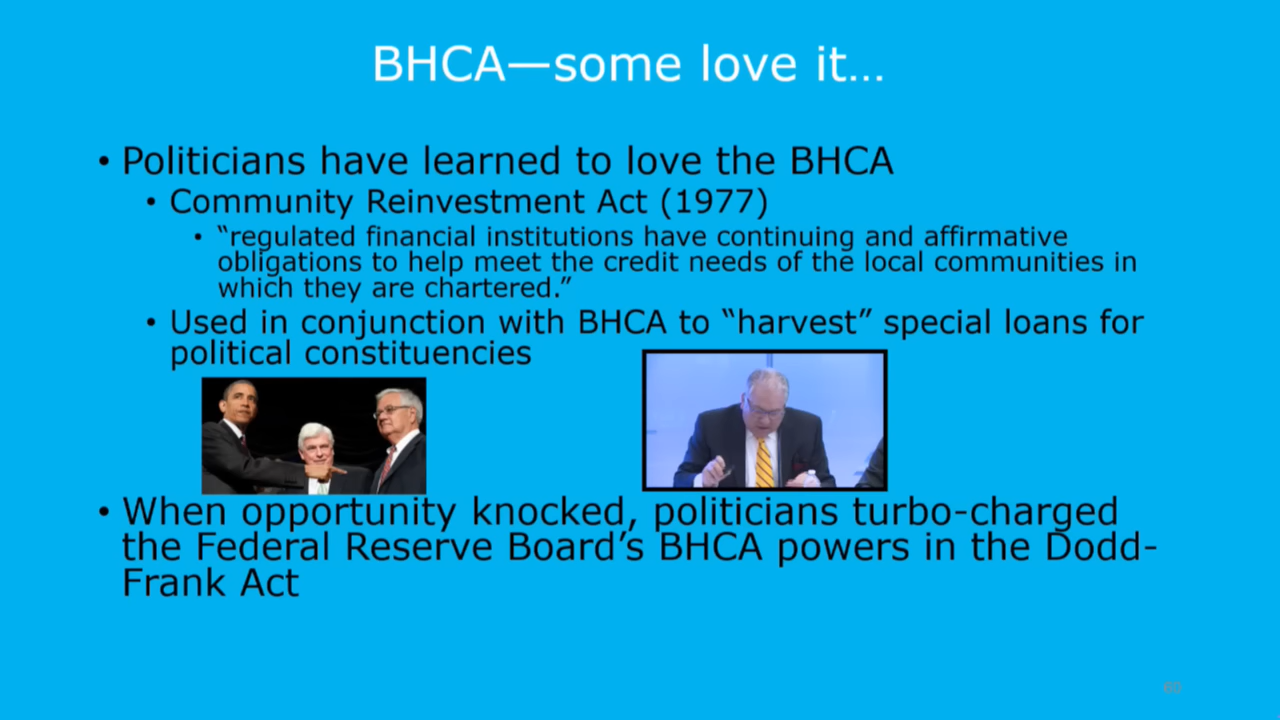 BHCA—some love it...
• Politicians have learned to love the BHCA
• Community Reinvestment Act (1977)
• “regulated financial institutions have continuing and affirmative
obligations to help meet the credit needs of the local communities in
which they are chartered.”
• Used in conjunction with BHCA to “harvest” special loans for
political constituencies
• When opportunity knocked, politicians turbo-charged
the Federal Reserve Board’s BHCA powers in the Dodd-
Frank Act